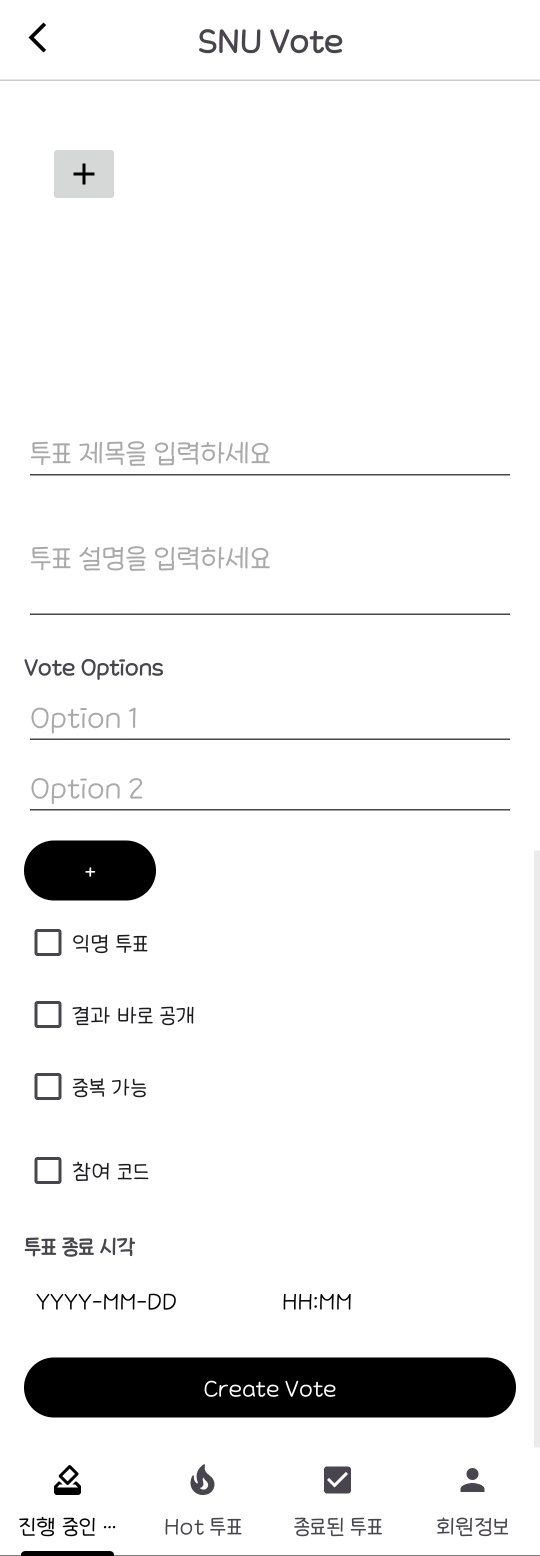 SNU Vote
+
투표 제목을 입력하세요
투표 설명을 입력하세요
Vote Options
Option 1
Option 2
+
익명 투표
결과 바로 공개
중복 가능
참여 코드
투표 종료 시각
YYYY-MM-DD HH:MM
Create Vote
진행 중인 ... Hot 투표 종료된 투표 회원정보